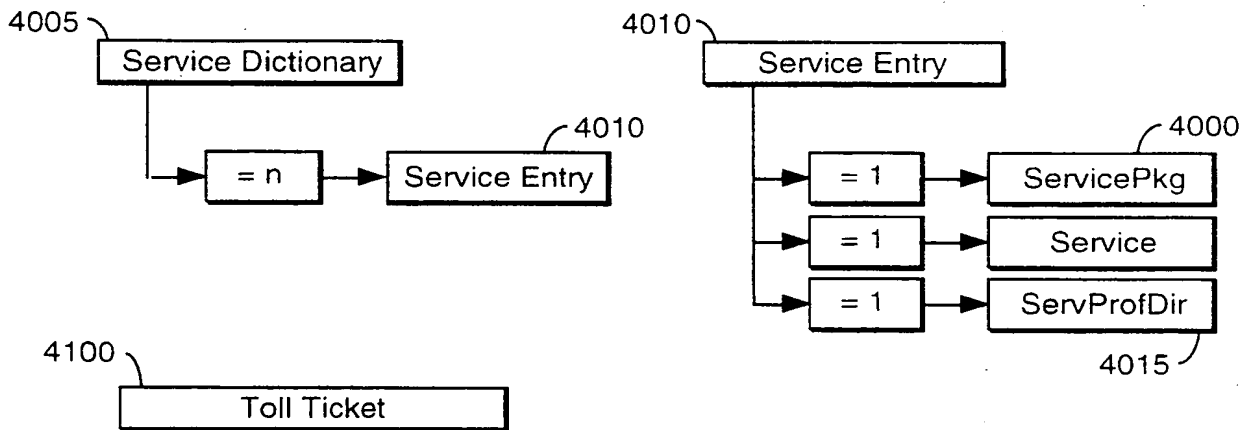 4005
Service Dictionary
= n
4010
Service Entry
4010
Service Entry
= 1
4000
ServicePkg
= 1
Service
= 1
ServProfDir
4015
4100
Toll Ticket